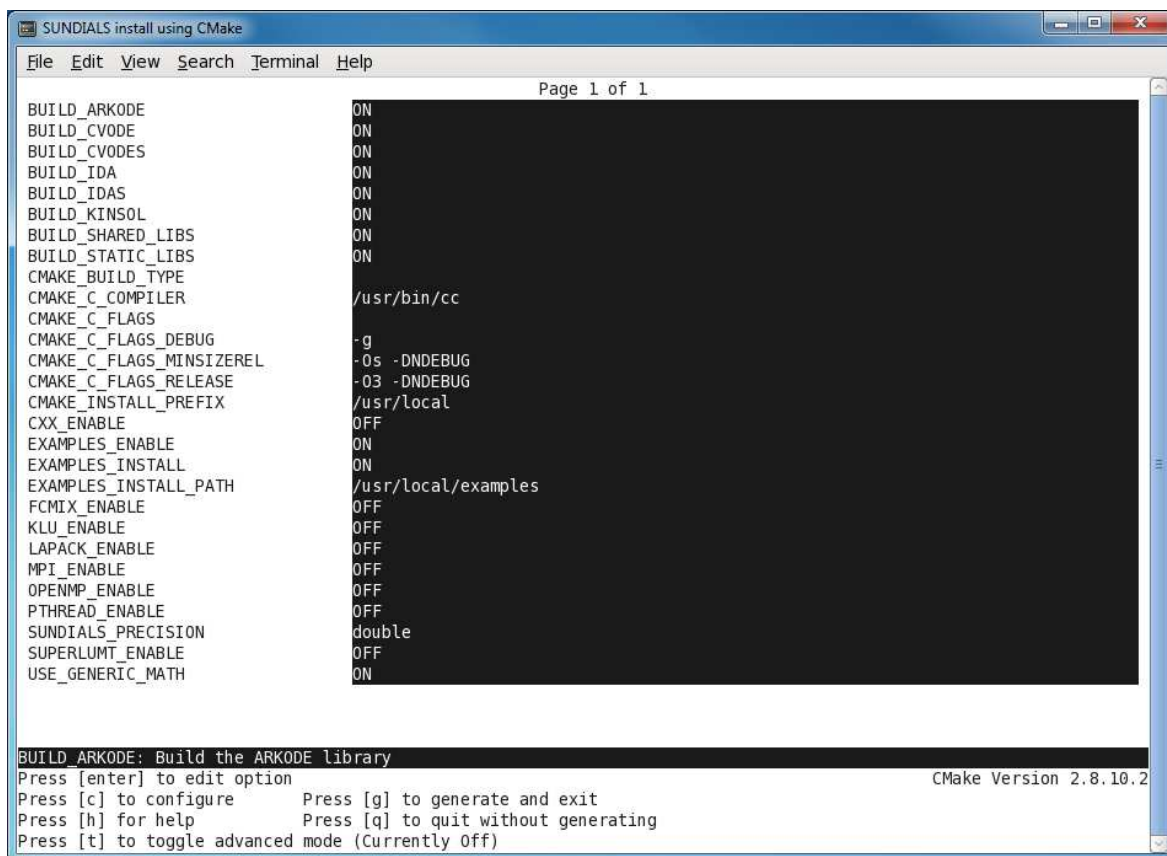 SUNDIALS install using CMake
File Edit View Search Terminal Help
Page 1 of 1
BUILD_ARKODE ON
BUILD_CVODE ON
BUILD_CVODES ON
BUILD_IDA ON
BUILD_IDAS ON
BUILD_KINSOL ON
BUILD_SHARED_LIBS ON
BUILD_STATIC_LIBS ON
CMAKE_BUILD_TYPE
CMAKE_C_COMPILER /usr/bin/cc
CMAKE_C_FLAGS
CMAKE_C_FLAGS_DEBUG -g
CMAKE_C_FLAGS_MINSIZEREL -Os -DNDEBUG
CMAKE_C_FLAGS_RELEASE -O3 -DNDEBUG
CMAKE_INSTALL_PREFIX /usr/local
CXX_ENABLE OFF
EXAMPLES_ENABLE ON
EXAMPLES_INSTALL ON
EXAMPLES_INSTALL_PATH /usr/local/examples
FCMIX_ENABLE OFF
KLU_ENABLE OFF
LAPACK_ENABLE OFF
MPI_ENABLE OFF
OPENMP_ENABLE OFF
PTHREAD_ENABLE OFF
SUNDIALS_PRECISION double
SUPERLUMT_ENABLE OFF
USE_GENERIC_MATH ON
BUILD_ARKODE: Build the ARKODE library
Press [enter] to edit option CMake Version 2.8.10.2
Press [c] to configure Press [g] to generate and exit
Press [h] for help Press [q] to quit without generating
Press [t] to toggle advanced mode (Currently Off)